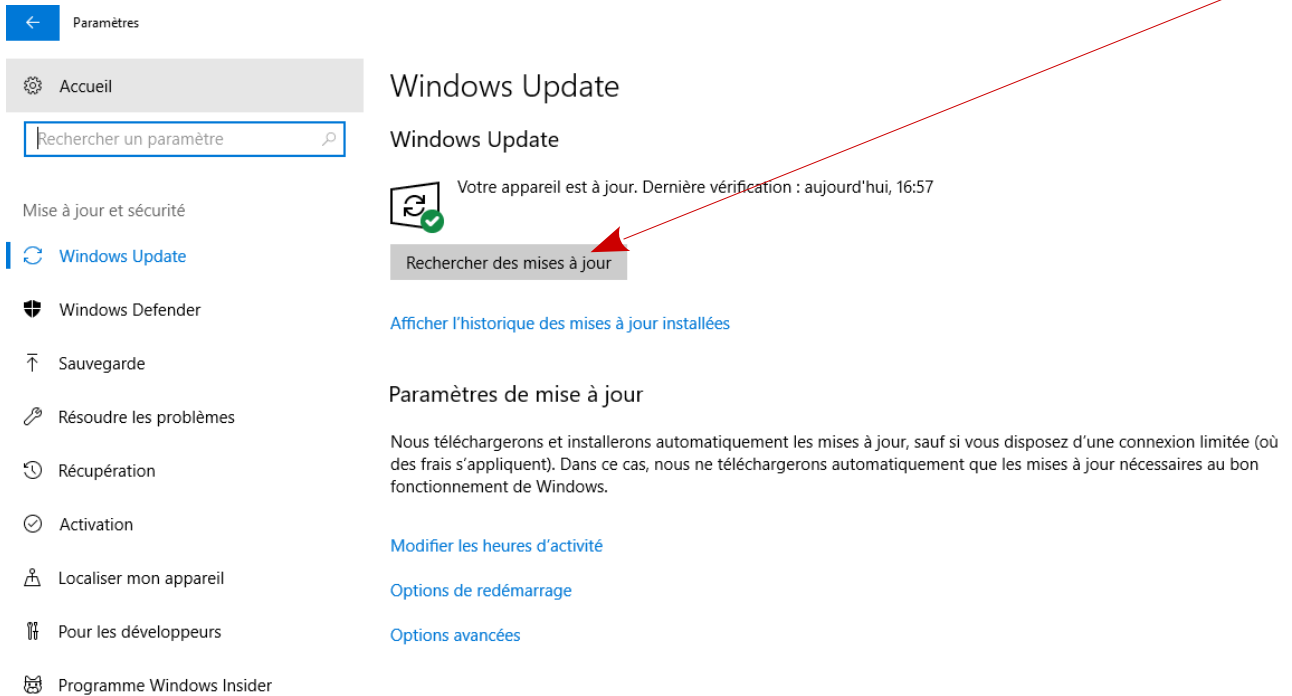 Paramètres
Accueil
Rechercher un paramètre
Mise à jour et sécurité
Windows Update
Windows Defender
Sauvegarde
Résoudre les problèmes
Récupération
Activation
Localiser mon appareil
Pour les développeurs
Programme Windows Insider
Windows Update
Windows Update
Votre appareil est à jour. Dernière vérification : aujourd'hui, 16:57
Rechercher des mises à jour
Afficher l’historique des mises à jour installées
Paramètres de mise à jour
Nous téléchargerons et installerons automatiquement les mises à jour, sauf si vous disposez d’une connexion limitée (où
des frais s’appliquent). Dans ce cas, nous ne téléchargerons automatiquement que les mises à jour nécessaires au bon
fonctionnement de Windows.
Modifier les heures d’activité
Options de redémarrage
Options avancées